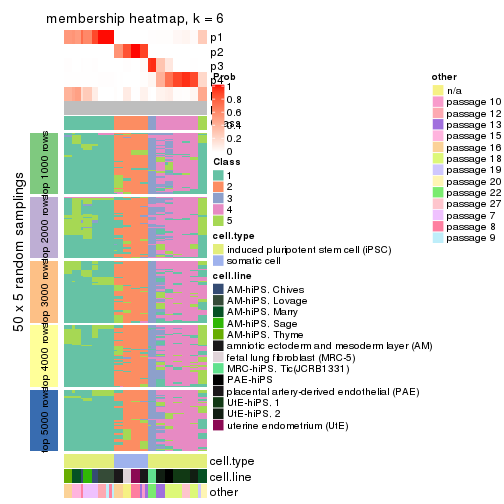 membership heatmap, k = 6
p1
p2
p3
p4
Prob
1
0.8
0.6
0.4
0.2
0
Class
1
2
3
4
5
cell.type
induced pluripotent stem cell (iPSC)
somatic cell
cell.line
AM-hiPS. Chives
AM-hiPS. Lovage
AM-hiPS. Marry
AM-hiPS. Sage
AM-hiPS. Thyme
amniotic ectoderm and mesoderm layer (AM)
fetal lung fibroblast (MRC-5)
MRC-hiPS. Tic(JCRB1331)
PAE-hiPS
placental artery-derived endothelial (PAE)
UtE-hiPS. 1
UtE-hiPS. 2
uterine endometrium (UtE)
other
n/a
passage 10
passage 12
passage 13
passage 15
passage 16
passage 18
passage 19
passage 20
passage 22
passage 27
passage 7
passage 8
passage 9
50 x 5 random samplings
top 1000 rows
top 2000 rows
top 3000 rows
top 4000 rows
top 5000 rows
cell.type
cell.line
other